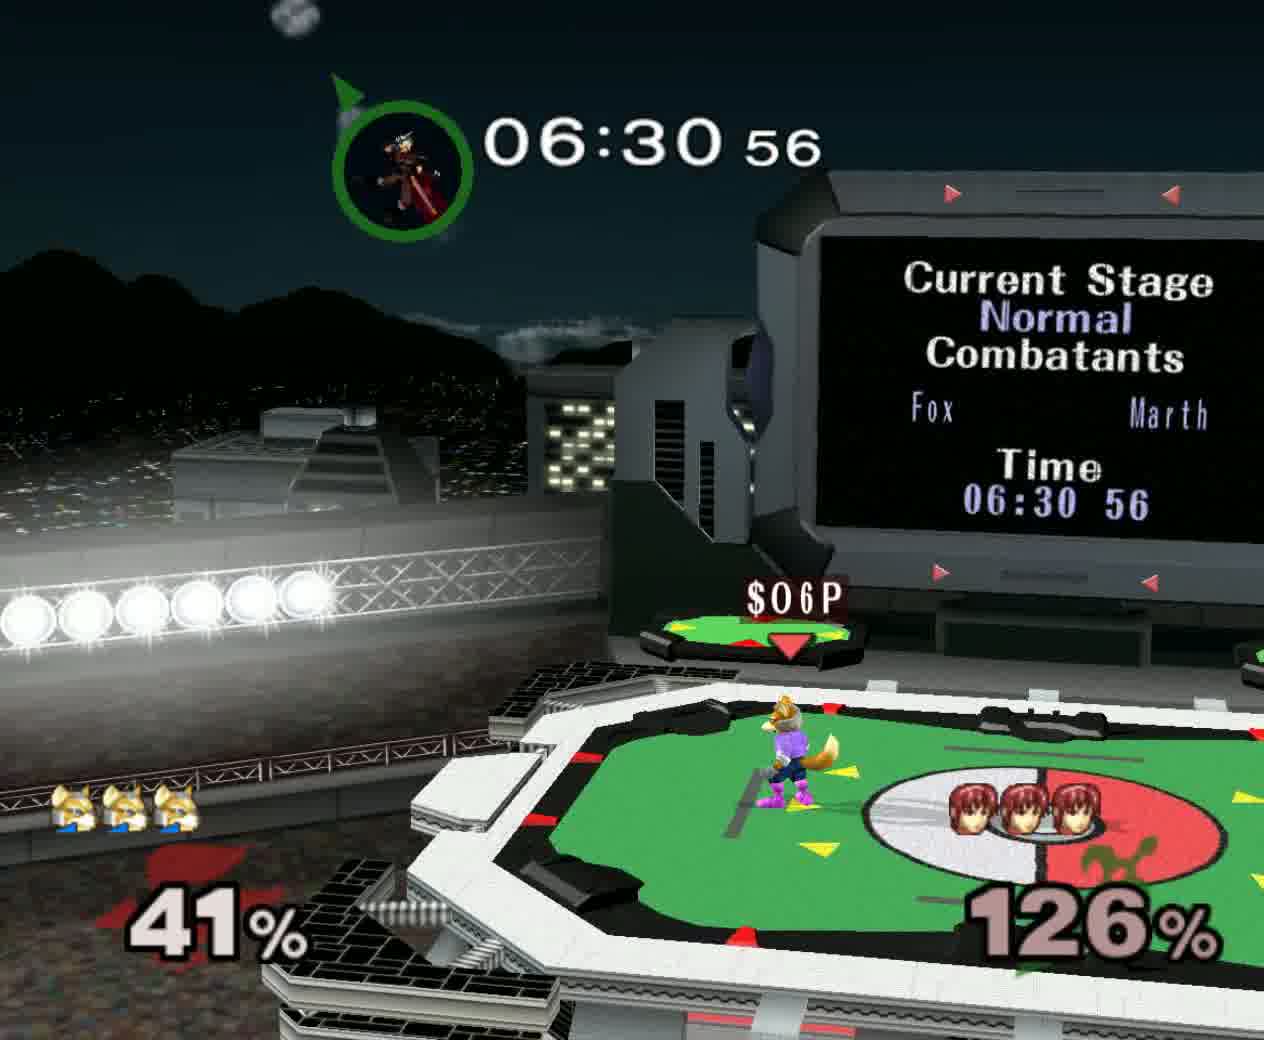 06:30 56
Current Stage
Normal
Combatants
Fox Marth
Time
06:30 56
$06P
41%
126%